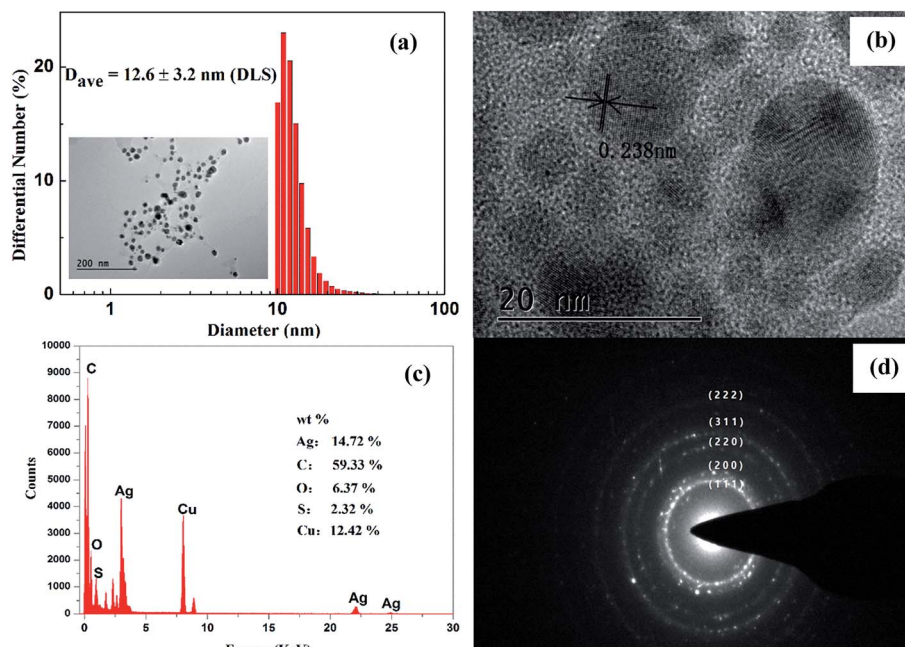 (a)
20
D_ave = 12.6 ± 3.2 nm (DLS)
Differential Number (%)
10
200 nm
0
1
10
100
Diameter (nm)
(b)
0.238nm
20 nm
(c)
10000
9000
8000
7000
6000
5000
4000
3000
2000
1000
0
Counts
C
O
S
Ag
Cu
Ag
Ag
wt %
Ag: 14.72 %
C: 59.33 %
O: 6.37 %
S: 2.32 %
Cu: 12.42 %
0
5
10
15
20
25
30
(d)
(222)
(311)
(220)
(200)
(111)